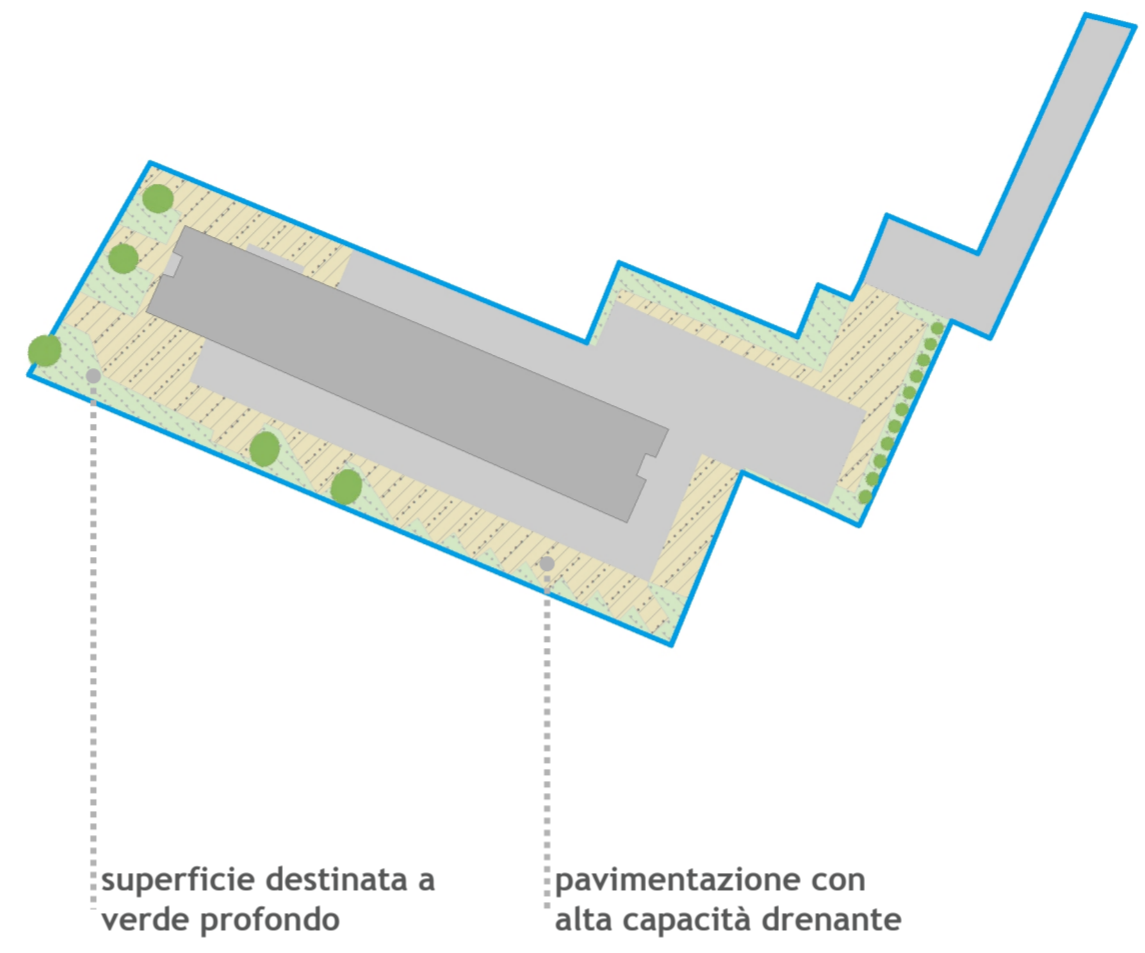 superficie destinata a
verde profondo
pavimentazione con
alta capacità drenante